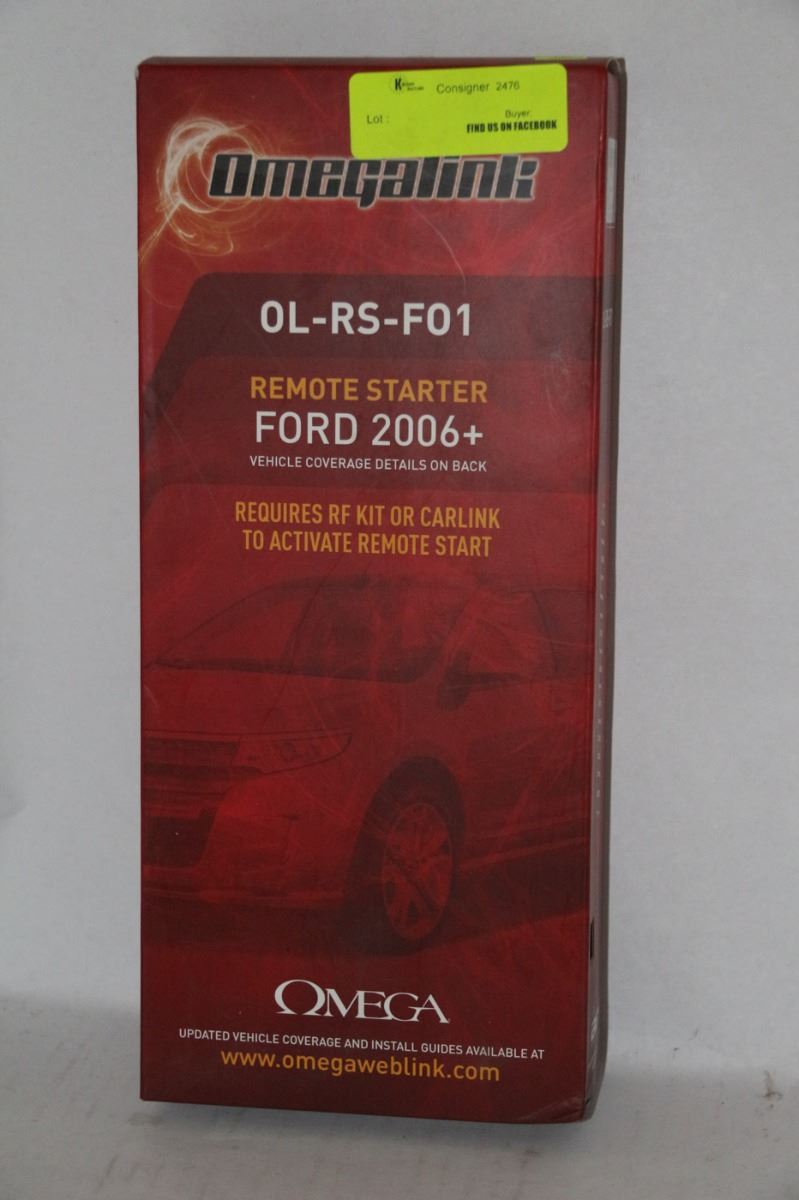 Consigner 2476
Lot :
Buyer
FIND US ON FACEBOOK
Omegalink
OL-RS-FO1
REMOTE STARTER
FORD 2006+
VEHICLE COVERAGE DETAILS ON BACK
REQUIRES RF KIT OR CARLINK
TO ACTIVATE REMOTE START
OMEGA
UPDATED VEHICLE COVERAGE AND INSTALL GUIDES AVAILABLE AT
www.omegaweblink.com